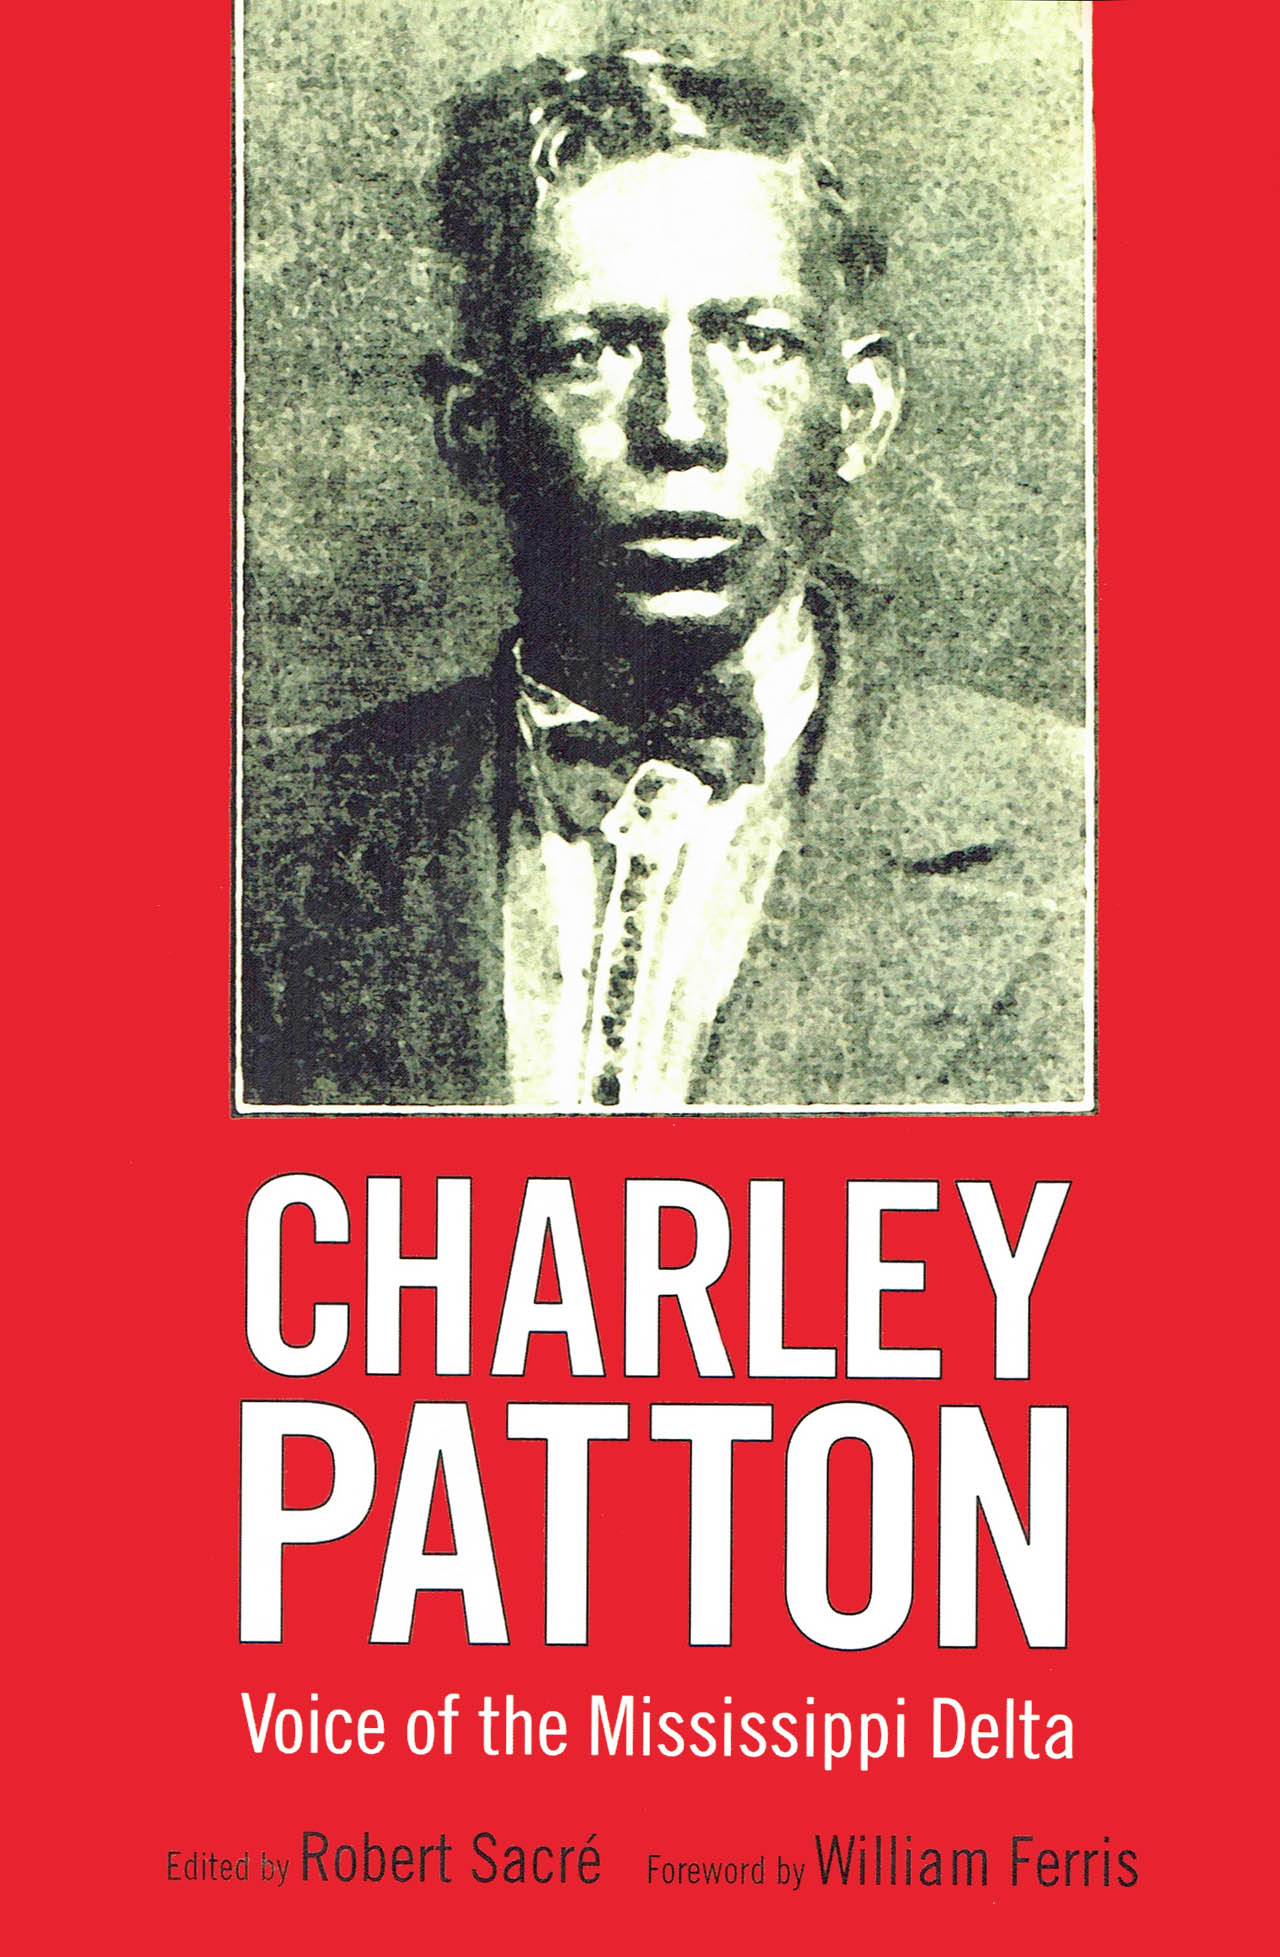 CHARLEY
PATTON
Voice of the Mississippi Delta
Edited by Robert Sacré Foreword by William Ferris